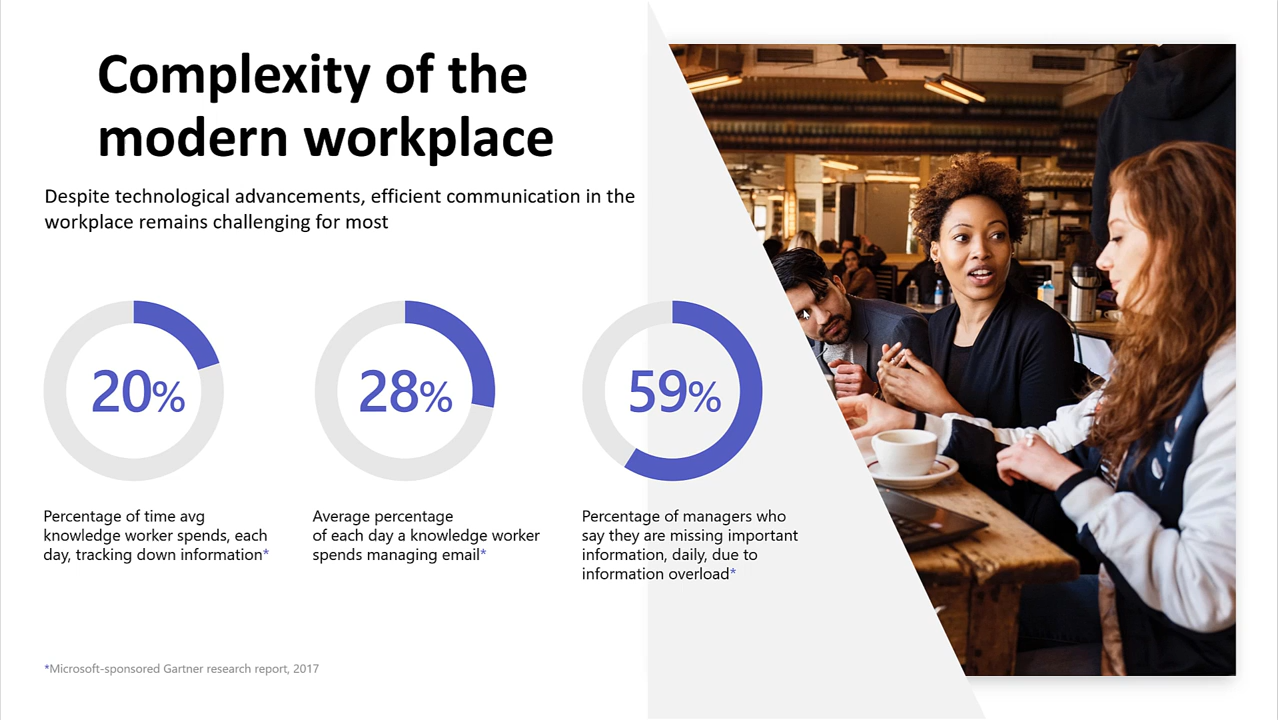 Complexity of the
modern workplace
Despite technological advancements, efficient communication in the
workplace remains challenging for most
20%
28%
59%
Percentage of time avg
knowledge worker spends, each
day, tracking down information*
Average percentage
of each day a knowledge worker
spends managing email*
Percentage of managers who
say they are missing important
information, daily, due to
information overload*
*Microsoft-sponsored Gartner research report, 2017